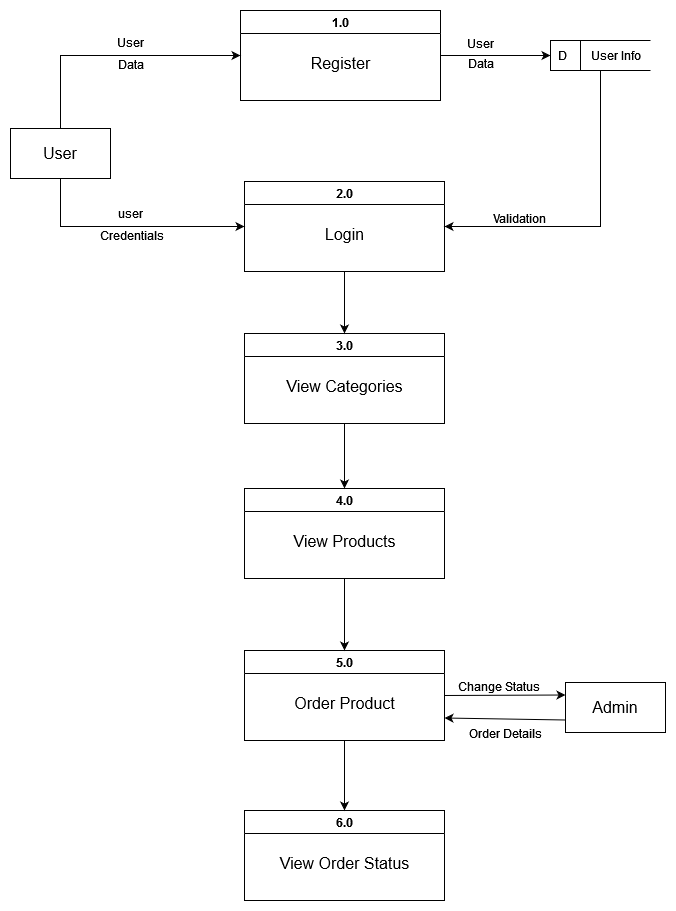 1.0
User
Data
Register
User
Data
D
User Info
User
2.0
user
Credentials
Login
Validation
3.0
View Categories
4.0
View Products
5.0
Order Product
Change Status
Order Details
Admin
6.0
View Order Status